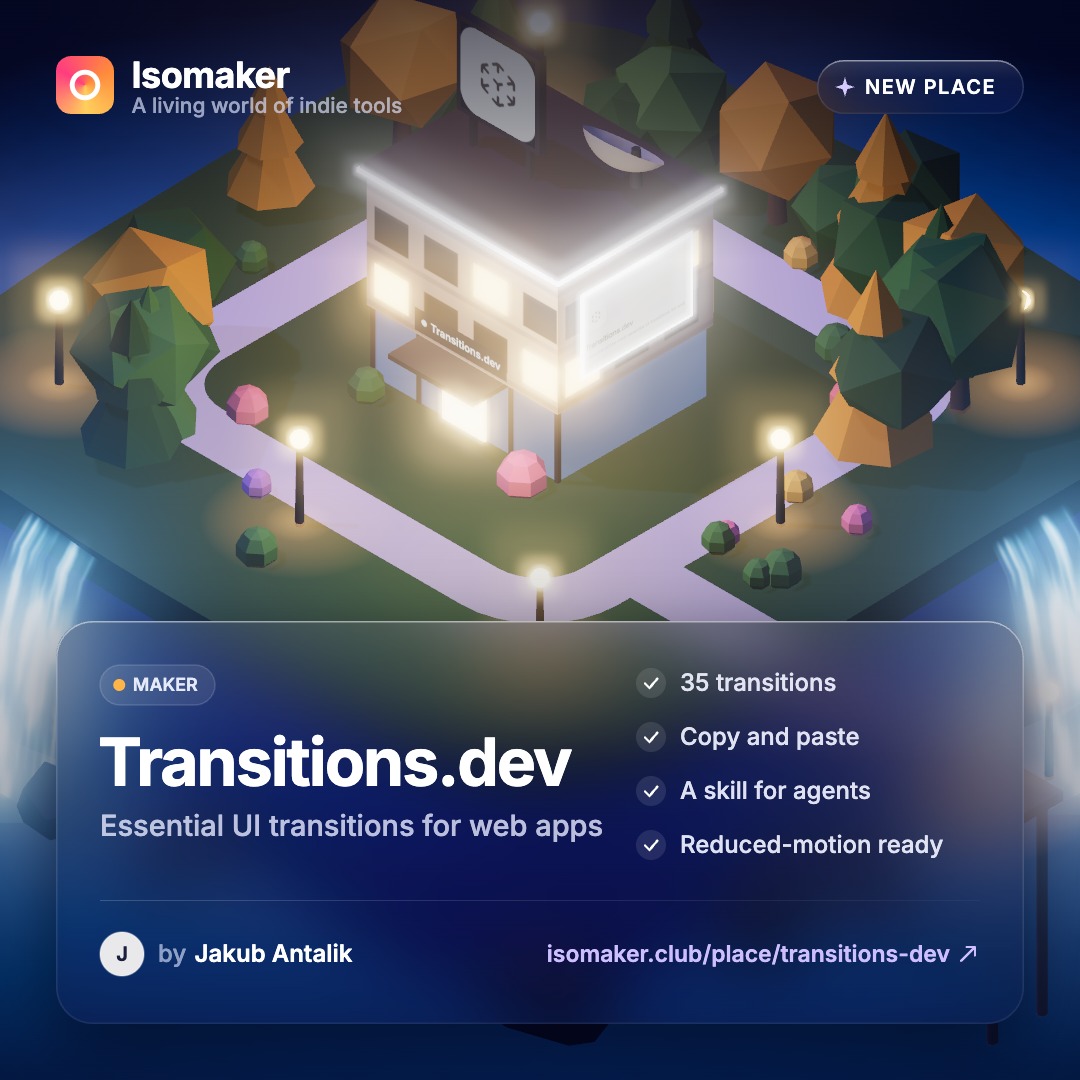 Isomaker
A living world of indie tools
NEW PLACE
Transitions.dev
MAKER
Transitions.dev
Essential UI transitions for web apps
35 transitions
Copy and paste
A skill for agents
Reduced-motion ready
J
by Jakub Antalik
isomaker.club/place/transitions-dev